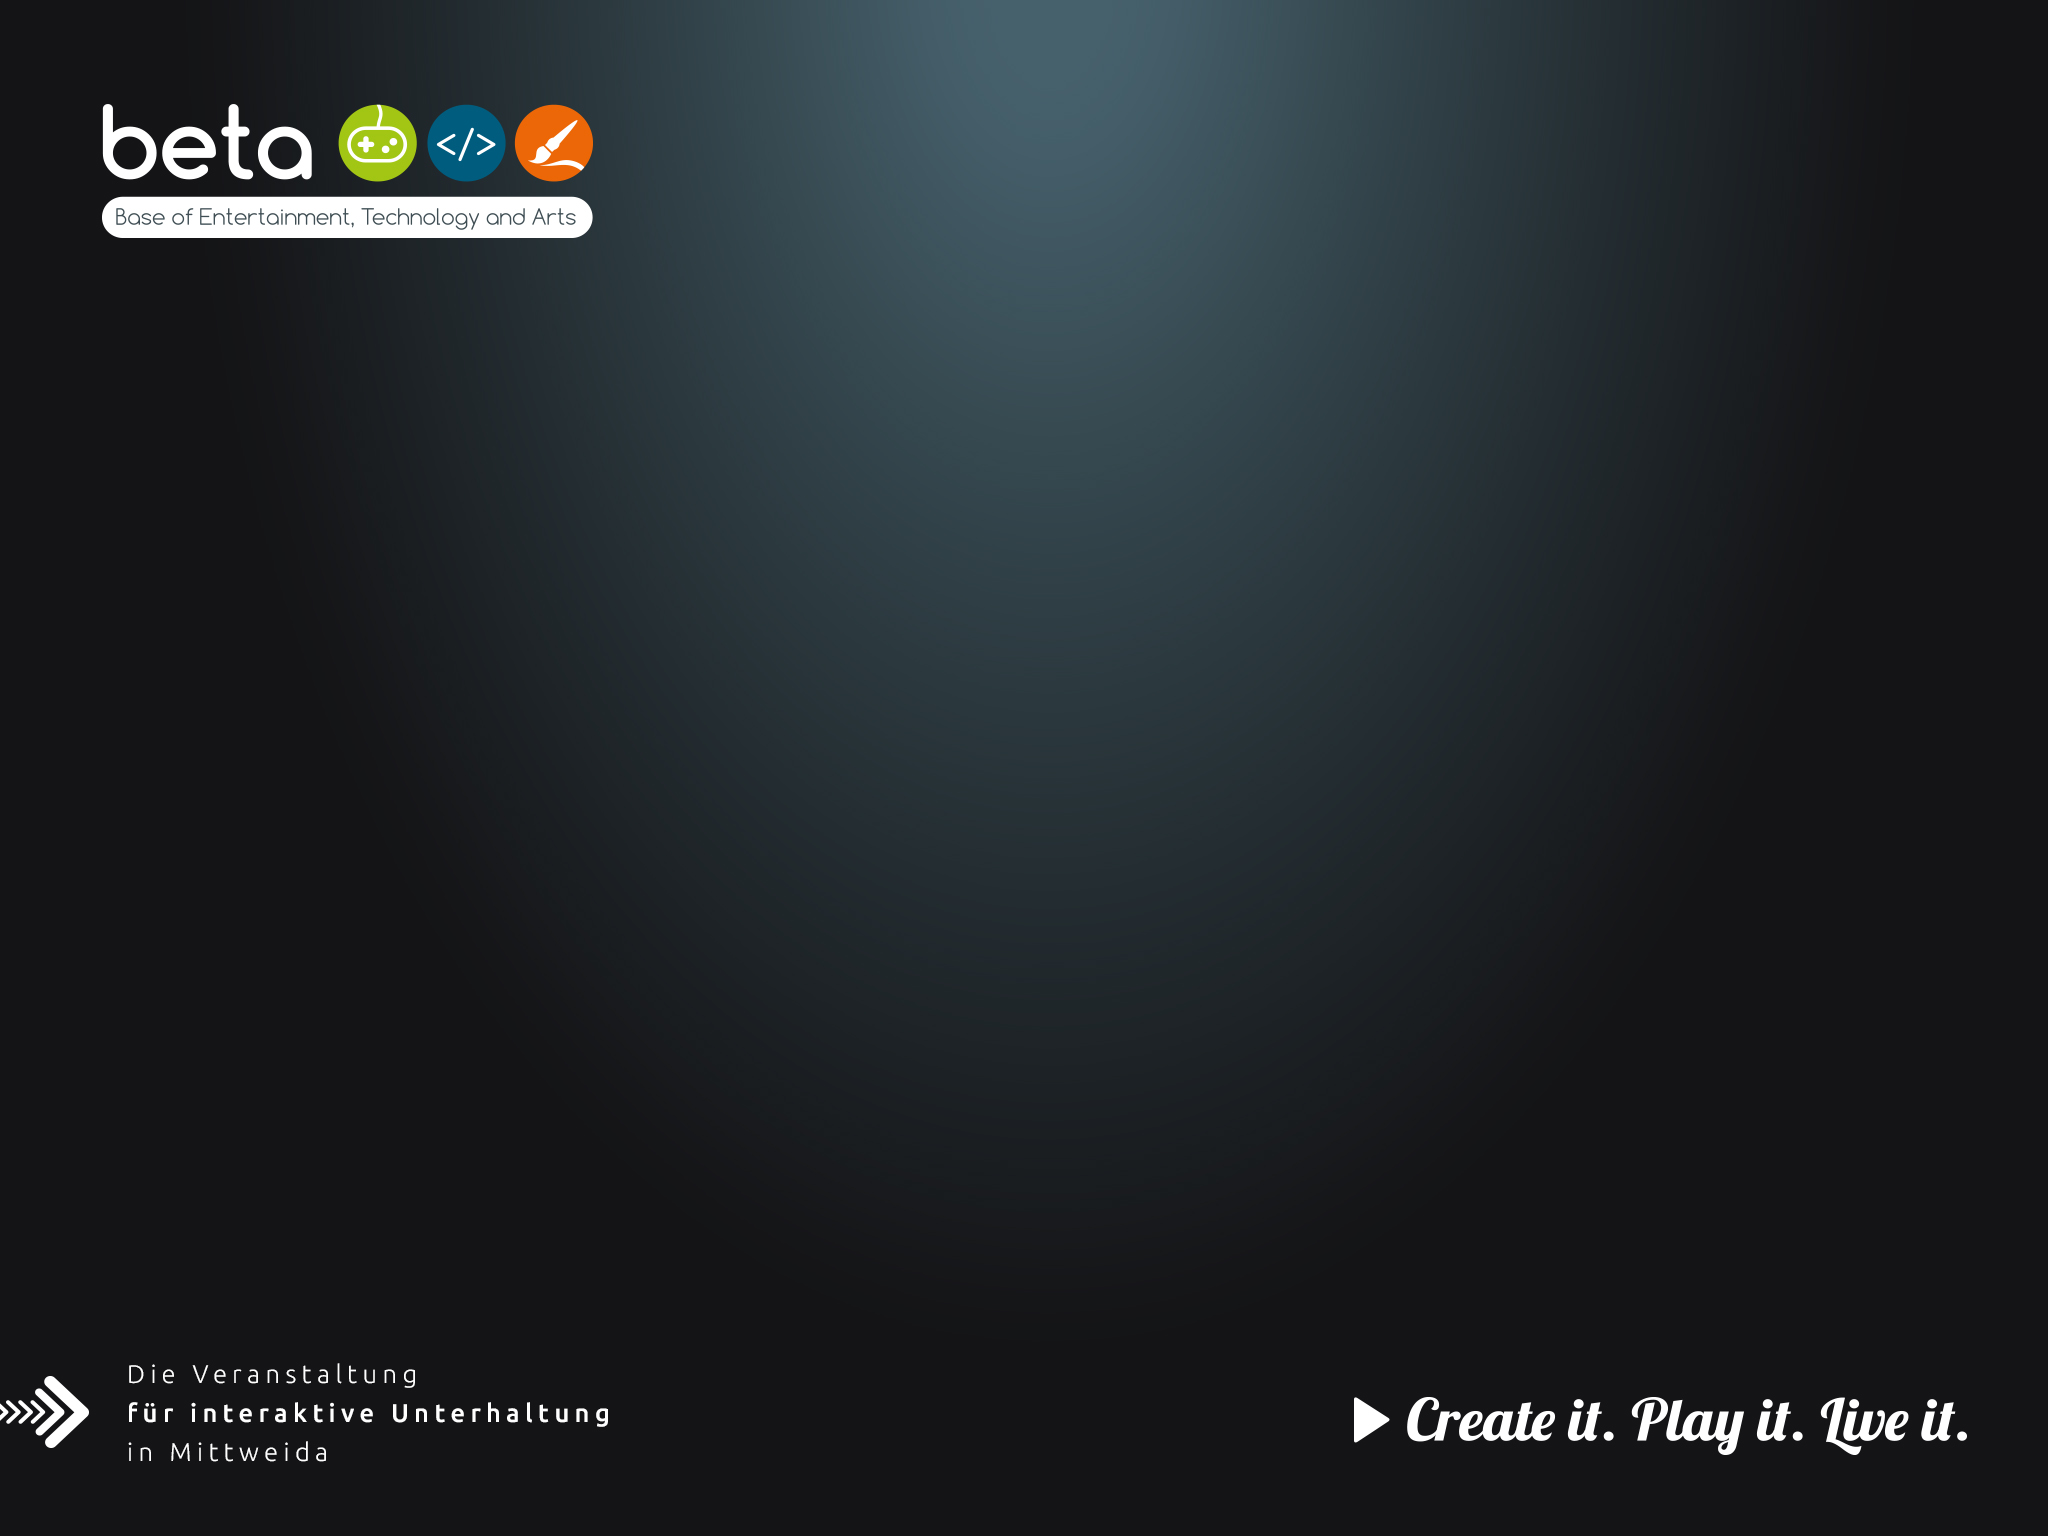 beta </>
Base of Entertainment, Technology and Arts
Die Veranstaltung
für interaktive Unterhaltung
in Mittweida
Create it. Play it. Live it.